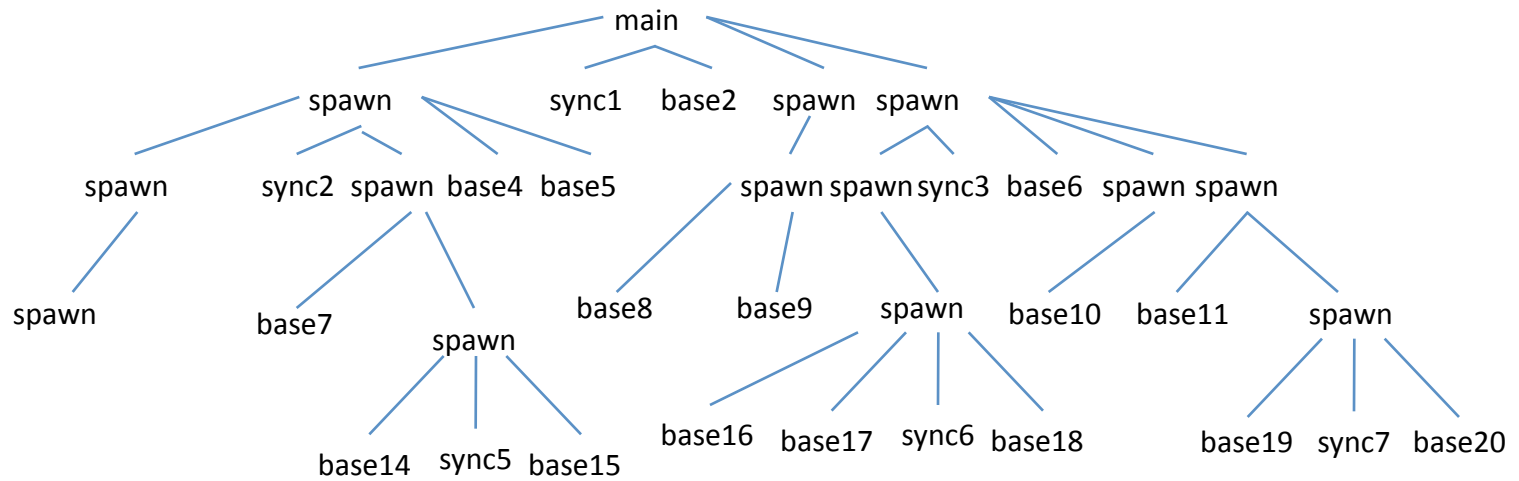 main
spawn sync1 base2 spawn spawn
spawn sync2 spawn base4 base5 spawn spawn sync3 base6 spawn spawn
spawn base7 spawn base8 base9 spawn base10 base11 spawn
base14 sync5 base15 base16 base17 sync6 base18 base19 sync7 base20